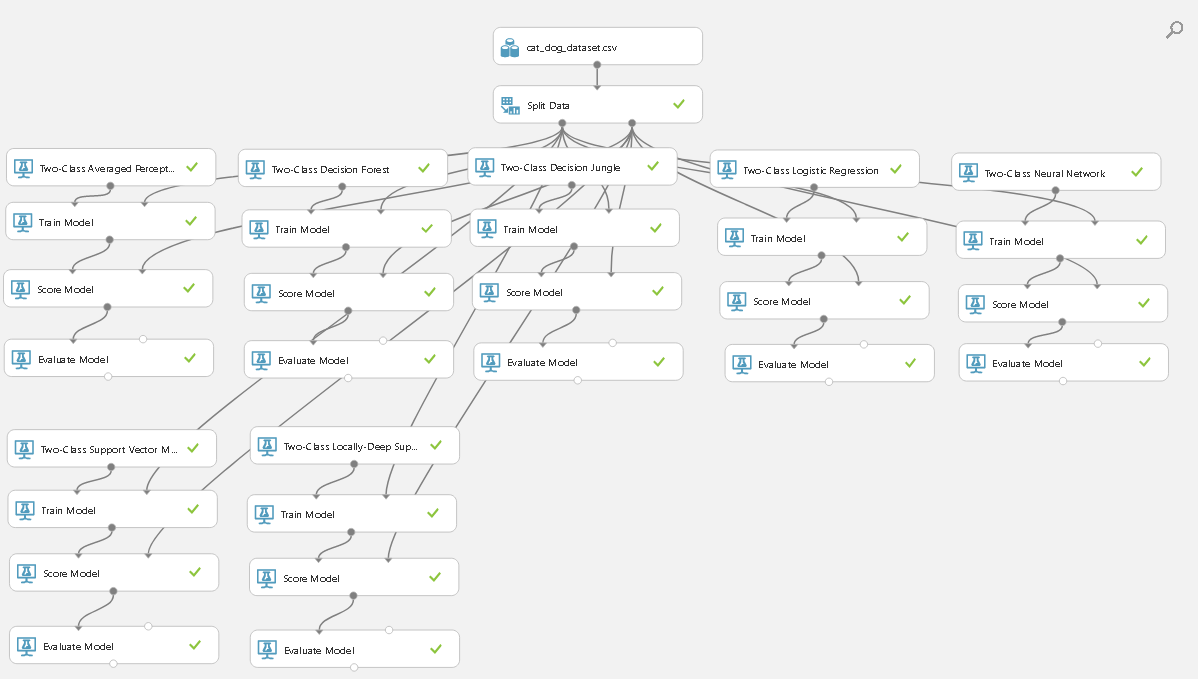 cat_dog_dataset.csv
Split Data
Two-Class Averaged Percept...
Two-Class Decision Forest
Two-Class Decision Jungle
Two-Class Logistic Regression
Two-Class Neural Network
Train Model
Train Model
Train Model
Train Model
Train Model
Score Model
Score Model
Score Model
Score Model
Score Model
Evaluate Model
Evaluate Model
Evaluate Model
Evaluate Model
Evaluate Model
Two-Class Support Vector M...
Two-Class Locally-Deep Sup...
Train Model
Train Model
Score Model
Score Model
Evaluate Model
Evaluate Model